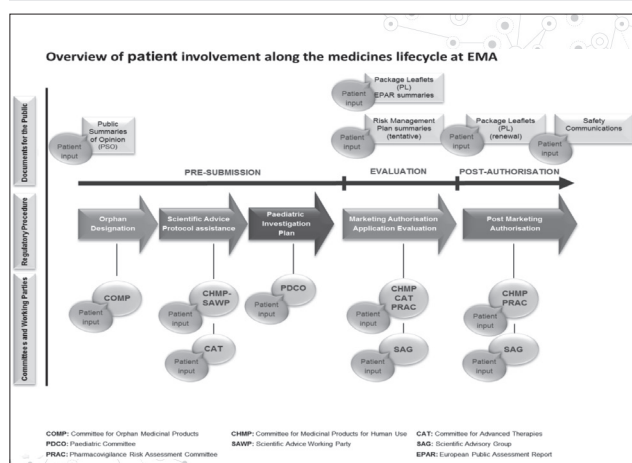 Overview of patient involvement along the medicines lifecycle at EMA
Documents for the Public
Patient
input
Public
Summaries
of Opinion
(PSO)
Patient
input
Package Leaflets
(PL)
EPAR summaries
Patient
input
Risk Management
Plan summaries
(tentative)
Patient
input
Package Leaflets
(PL)
(renewal)
Patient
input
Safety
Communications
PRE-SUBMISSION
EVALUATION
POST-AUTHORISATION
Regulatory Procedure
Orphan
Designation
Scientific Advice
Protocol assistance
Paediatric
Investigation
Plan
Marketing Authorisation
Application Evaluation
Post Marketing
Authorisation
Committees and Working Parties
COMP
Patient
input
CHMP-
SAWP
Patient
input
CAT
Patient
input
PDCO
Patient
input
CHMP
CAT
PRAC
Patient
input
SAG
Patient
input
CHMP
PRAC
Patient
input
SAG
Patient
input
COMP: Committee for Orphan Medicinal Products
PDCO: Paediatric Committee
PRAC: Pharmacovigilance Risk Assessment Committee
CHMP: Committee for Medicinal Products for Human Use
SAWP: Scientific Advice Working Party
CAT: Committee for Advanced Therapies
SAG: Scientific Advisory Group
EPAR: European Public Assessment Report